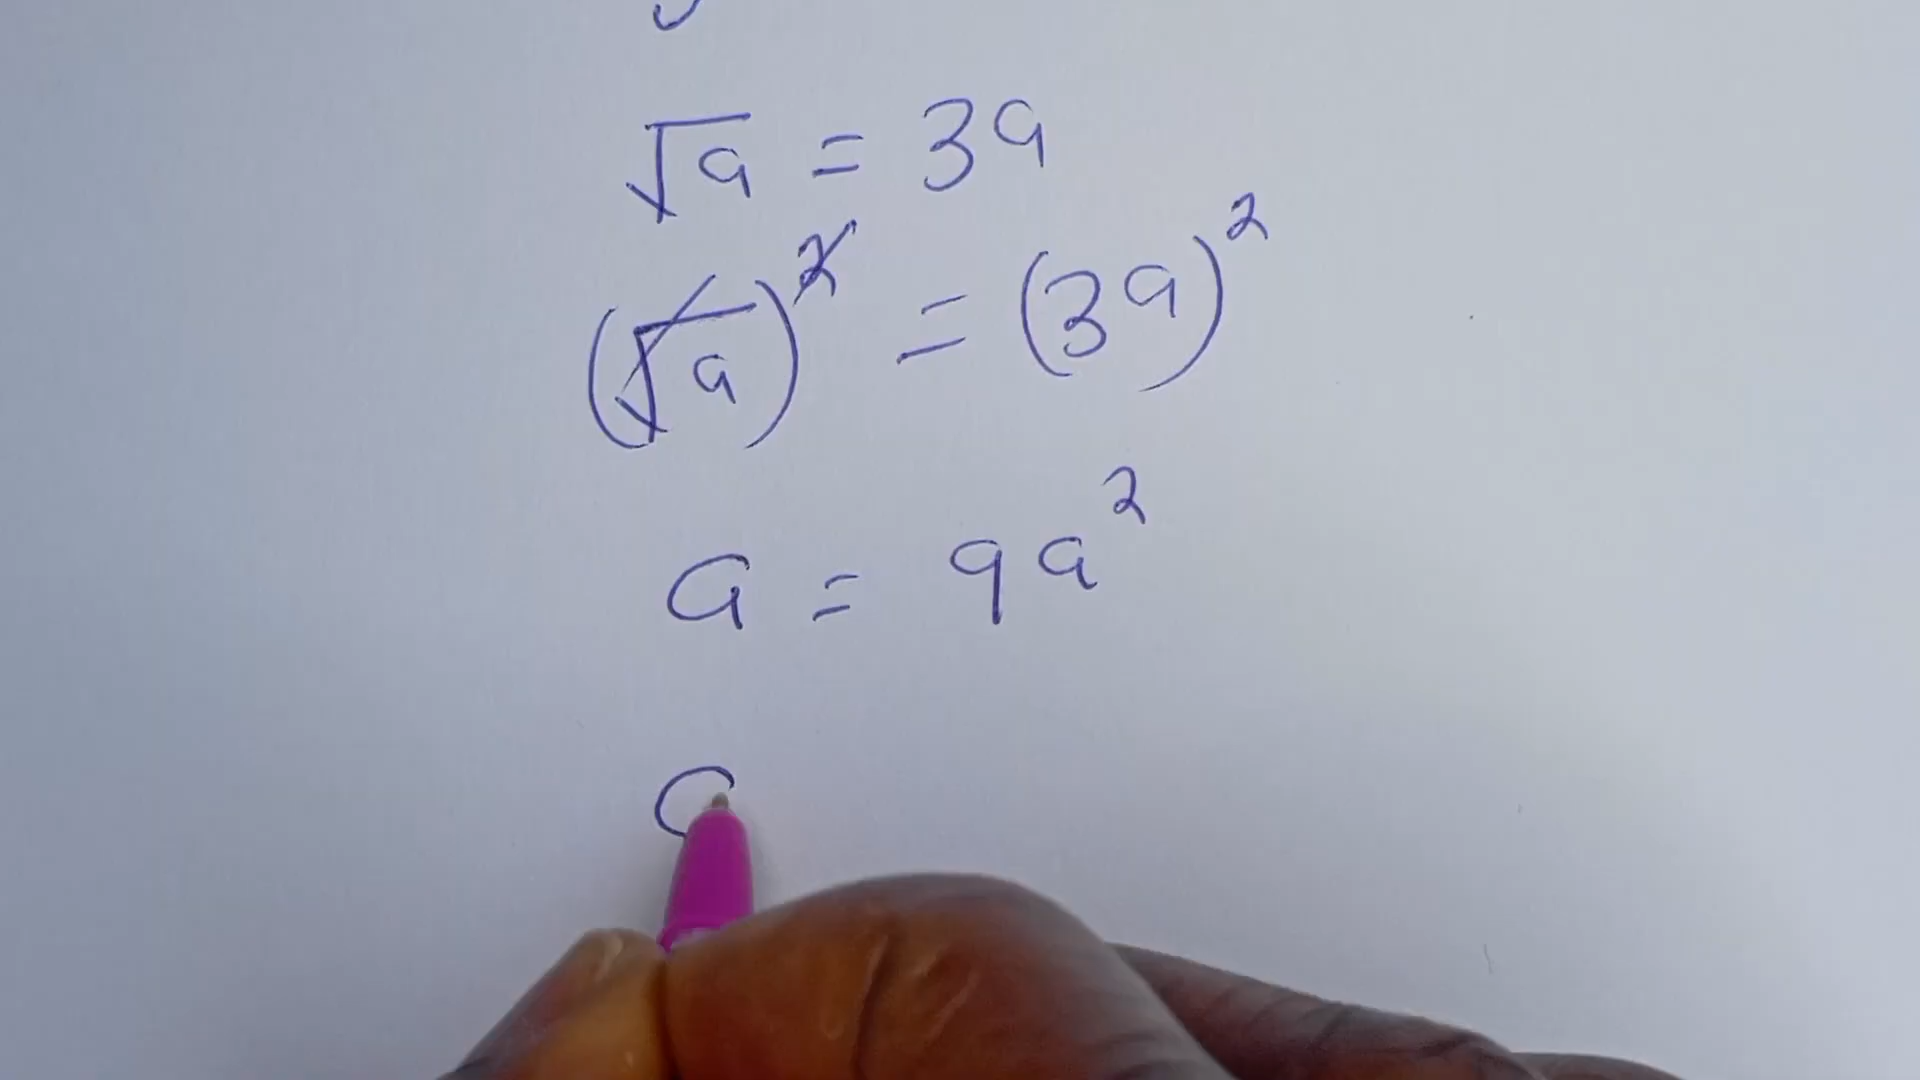 √a = 3a
(√a)² = (3a)²
a = 9a²